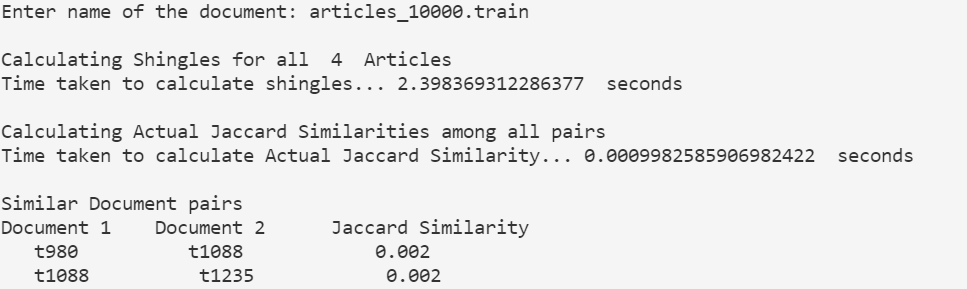 Enter name of the document: articles_10000.train
Calculating Shingles for all  4  Articles
Time taken to calculate shingles... 2.398369312286377  seconds
Calculating Actual Jaccard Similarities among all pairs
Time taken to calculate Actual Jaccard Similarity... 0.0009982585906982422  seconds
Similar Document pairs
Document 1    Document 2      Jaccard Similarity
   t980          t1088            0.002
   t1088          t1235            0.002